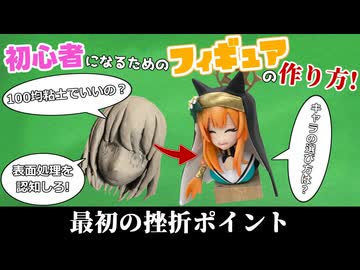 初心者になるためのフィギュアの作り方!
100均粘土でいいの?
表面処理を
認知しろ!
キャラの選び方は?
最初の挫折ポイント